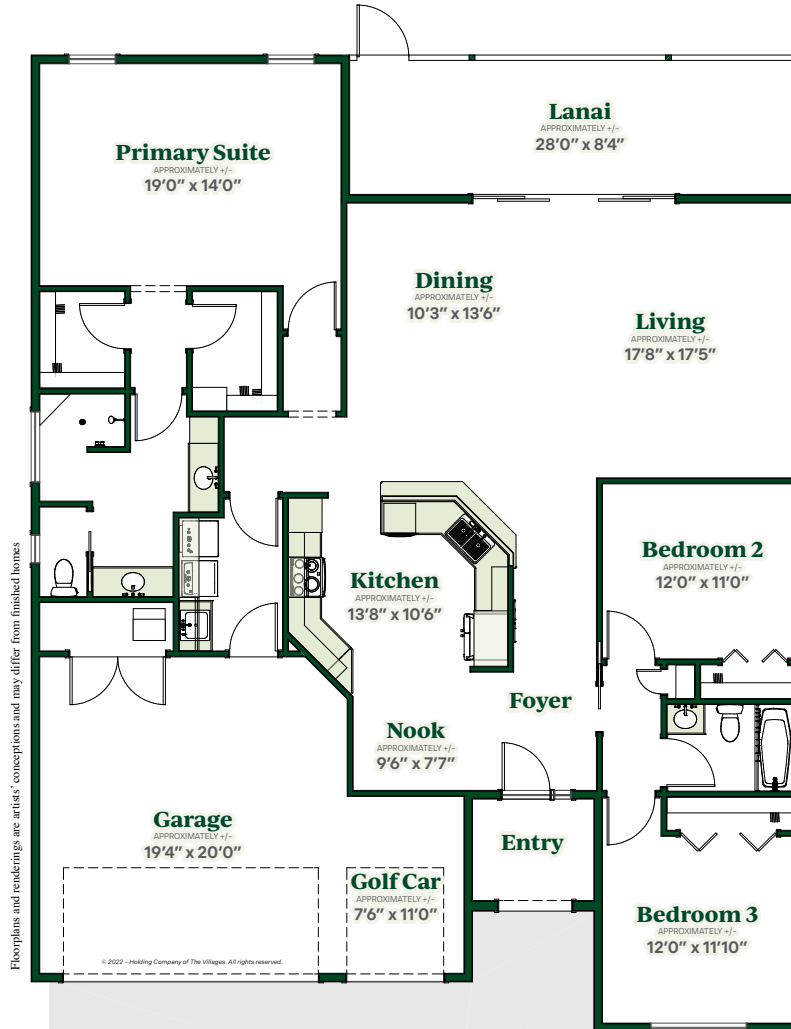 Lanai
APPROXIMATELY +/-
28’0” x 8’4”
Primary Suite
APPROXIMATELY +/-
19’0” x 14’0”
Dining
APPROXIMATELY +/-
10’3” x 13’6”
Living
APPROXIMATELY +/-
17’8” x 17’5”
Bedroom 2
APPROXIMATELY +/-
12’0” x 11’0”
Kitchen
APPROXIMATELY +/-
13’8” x 10’6”
Foyer
Nook
APPROXIMATELY +/-
9’6” x 7’7”
Garage
APPROXIMATELY +/-
19’4” x 20’0”
Entry
Golf Car
APPROXIMATELY +/-
7’6” x 11’0”
Bedroom 3
APPROXIMATELY +/-
12’0” x 11’10”
© 2022 – Holding Company of The Villages. All rights reserved.
Floorplans and renderings are artists’ conceptions and may differ from finished homes